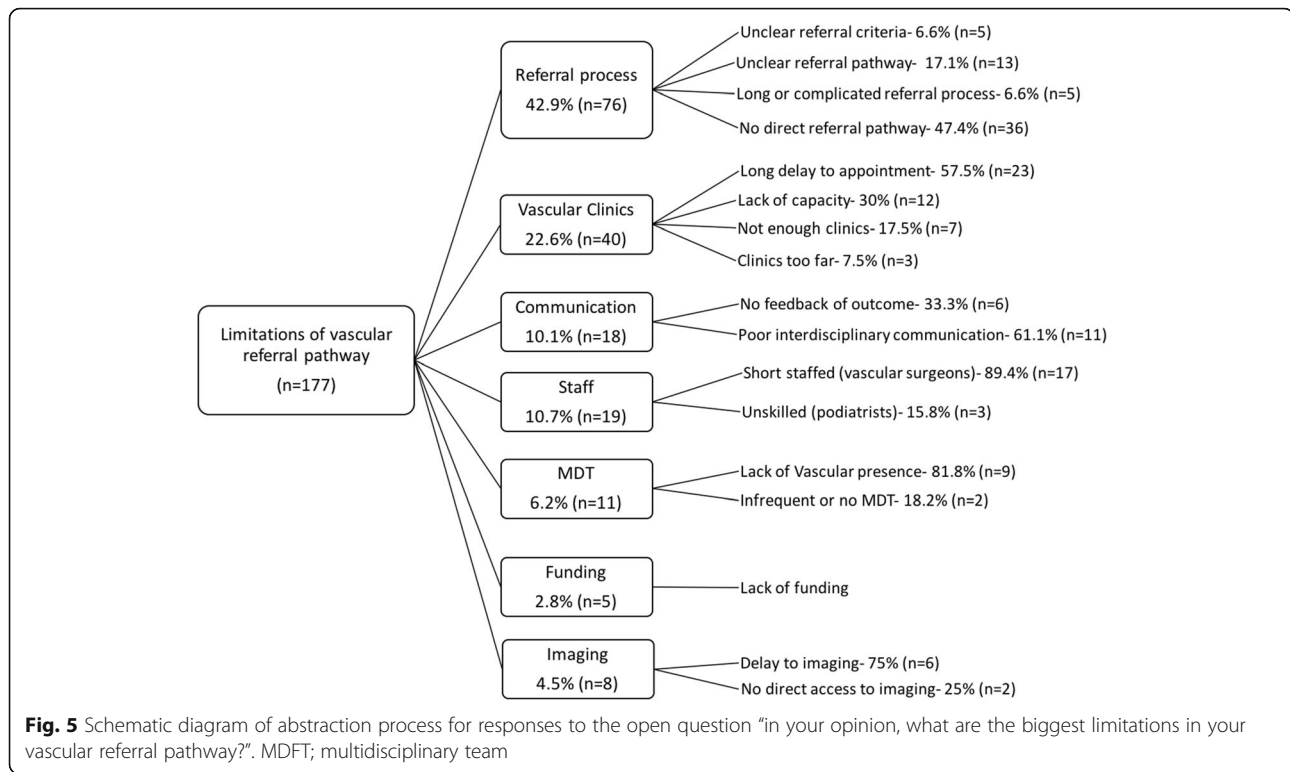 Limitations of vascular
referral pathway
(n=177)
Referral process
42.9% (n=76)
Unclear referral criteria- 6.6% (n=5)
Unclear referral pathway- 17.1% (n=13)
Long or complicated referral process- 6.6% (n=5)
No direct referral pathway- 47.4% (n=36)
Vascular Clinics
22.6% (n=40)
Long delay to appointment- 57.5% (n=23)
Lack of capacity- 30% (n=12)
Not enough clinics- 17.5% (n=7)
Clinics too far- 7.5% (n=3)
Communication
10.1% (n=18)
No feedback of outcome- 33.3% (n=6)
Poor interdisciplinary communication- 61.1% (n=11)
Staff
10.7% (n=19)
Short staffed (vascular surgeons)- 89.4% (n=17)
Unskilled (podiatrists)- 15.8% (n=3)
MDT
6.2% (n=11)
Lack of Vascular presence- 81.8% (n=9)
Infrequent or no MDT- 18.2% (n=2)
Funding
2.8% (n=5)
Lack of funding
Imaging
4.5% (n=8)
Delay to imaging- 75% (n=6)
No direct access to imaging- 25% (n=2)
Fig. 5 Schematic diagram of abstraction process for responses to the open question “in your opinion, what are the biggest limitations in your
vascular referral pathway?”. MDFT; multidisciplinary team